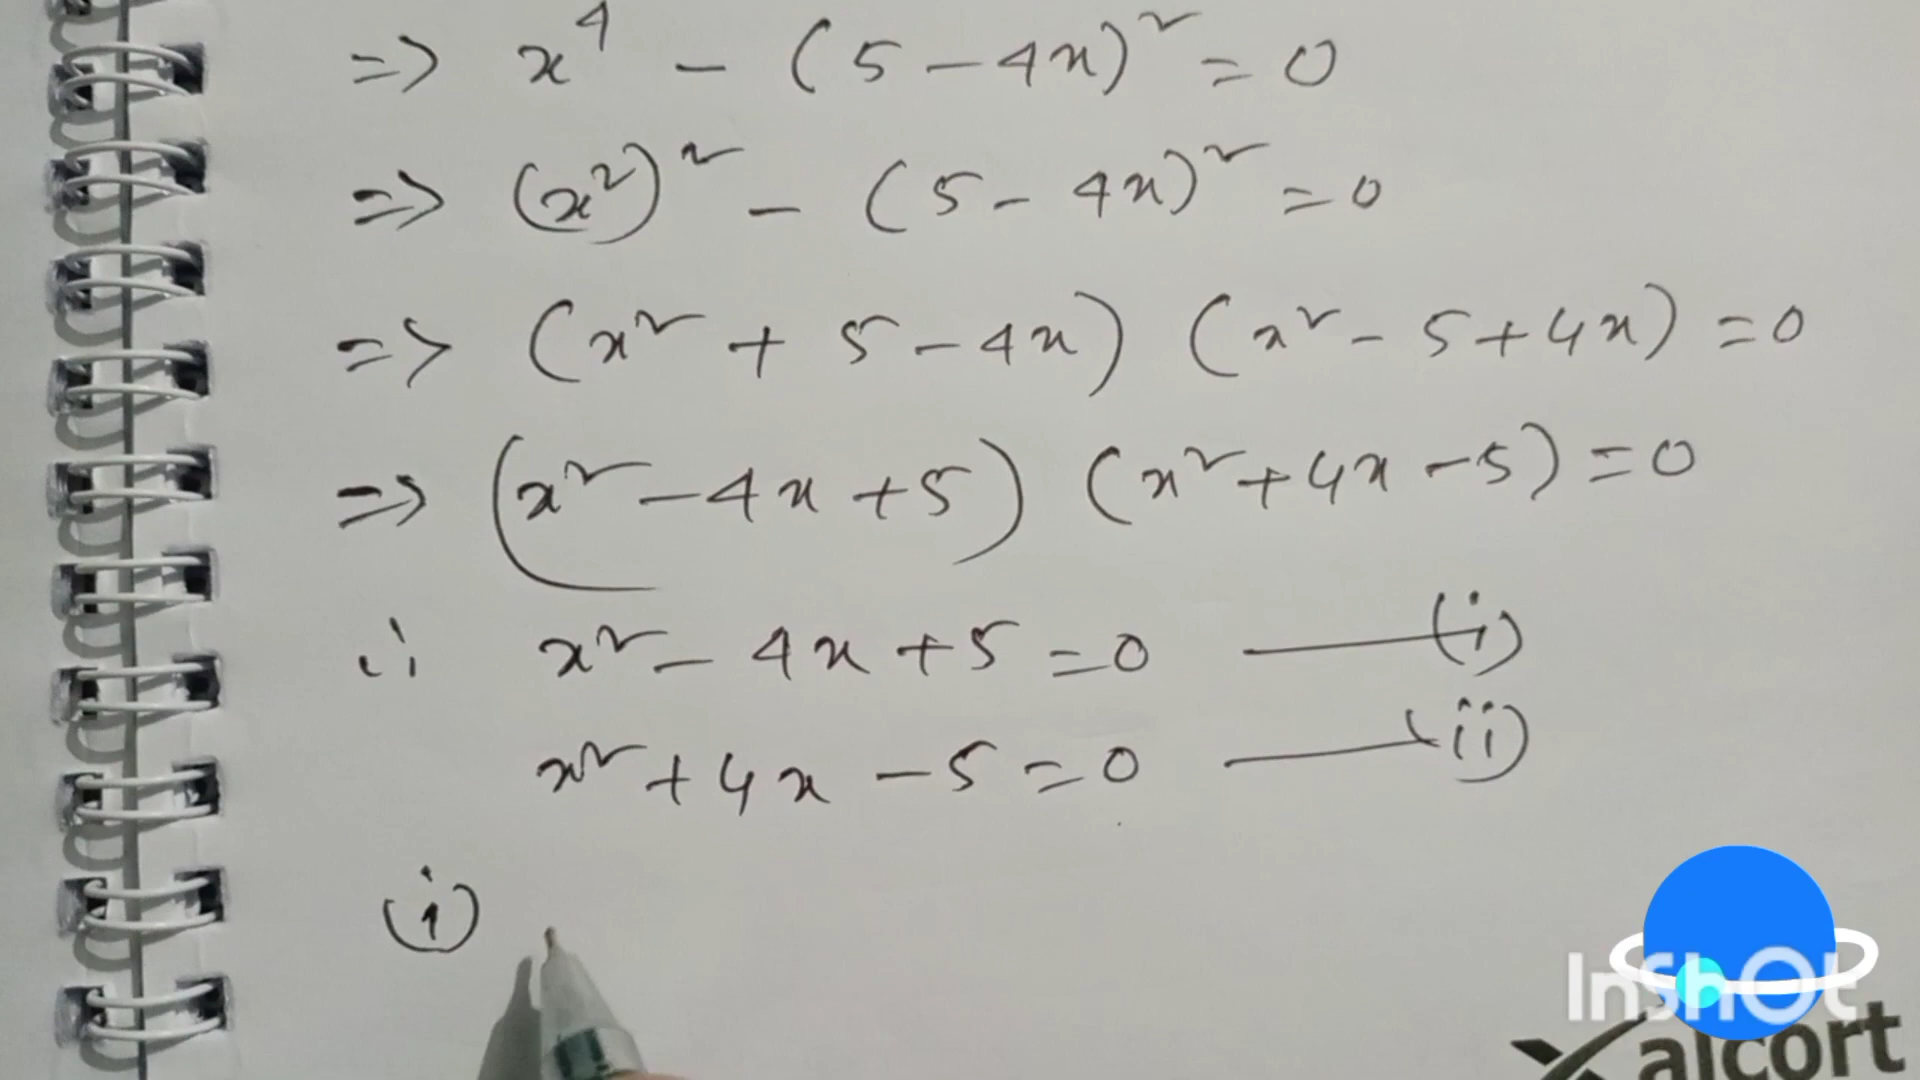 => x⁴ - (5 - 4x)² = 0
=> (x²)² - (5 - 4x)² = 0
=> (x² + 5 - 4x) (x² - 5 + 4x) = 0
=> (x² - 4x + 5) (x² + 4x - 5) = 0
∴ x² - 4x + 5 = 0 —— (i)
x² + 4x - 5 = 0 —— (ii)
(i)
InShOt
alcort